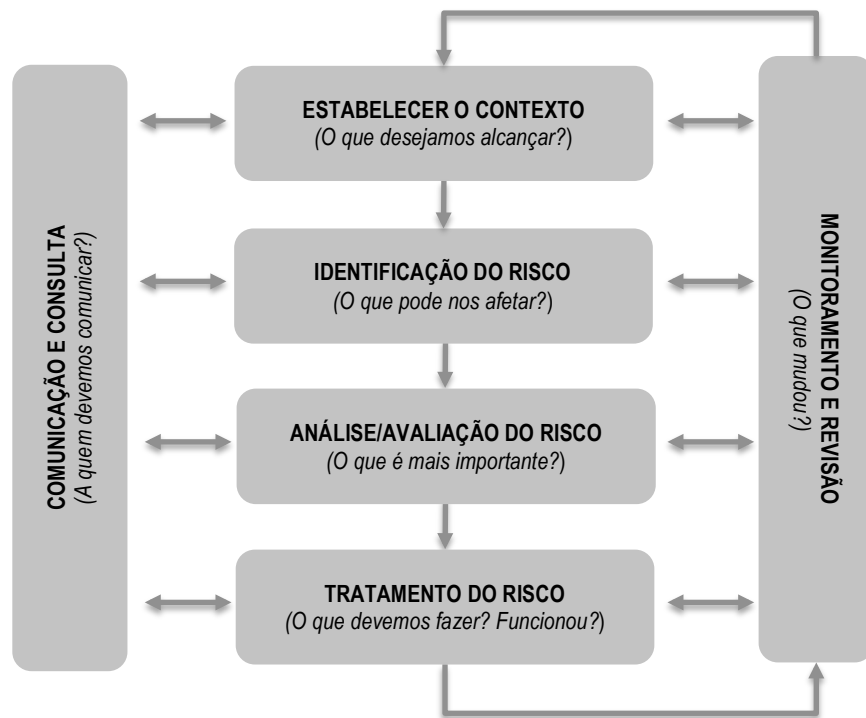 COMUNICAÇÃO E CONSULTA
(A quem devemos comunicar?)
ESTABELECER O CONTEXTO
(O que desejamos alcançar?)
IDENTIFICAÇÃO DO RISCO
(O que pode nos afetar?)
ANÁLISE/AVALIAÇÃO DO RISCO
(O que é mais importante?)
TRATAMENTO DO RISCO
(O que devemos fazer? Funcionou?)
MONITORAMENTO E REVISÃO
(O que mudou?)